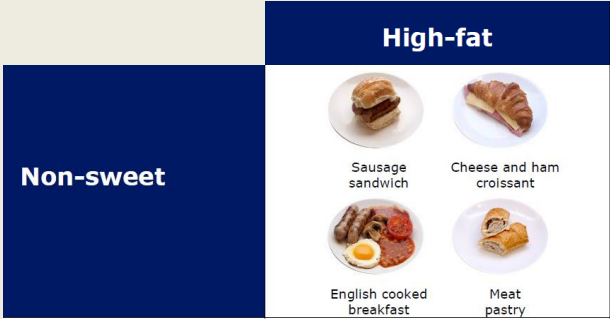 High-fat
Non-sweet
Sausage
sandwich
Cheese and ham
croissant
English cooked
breakfast
Meat
pastry